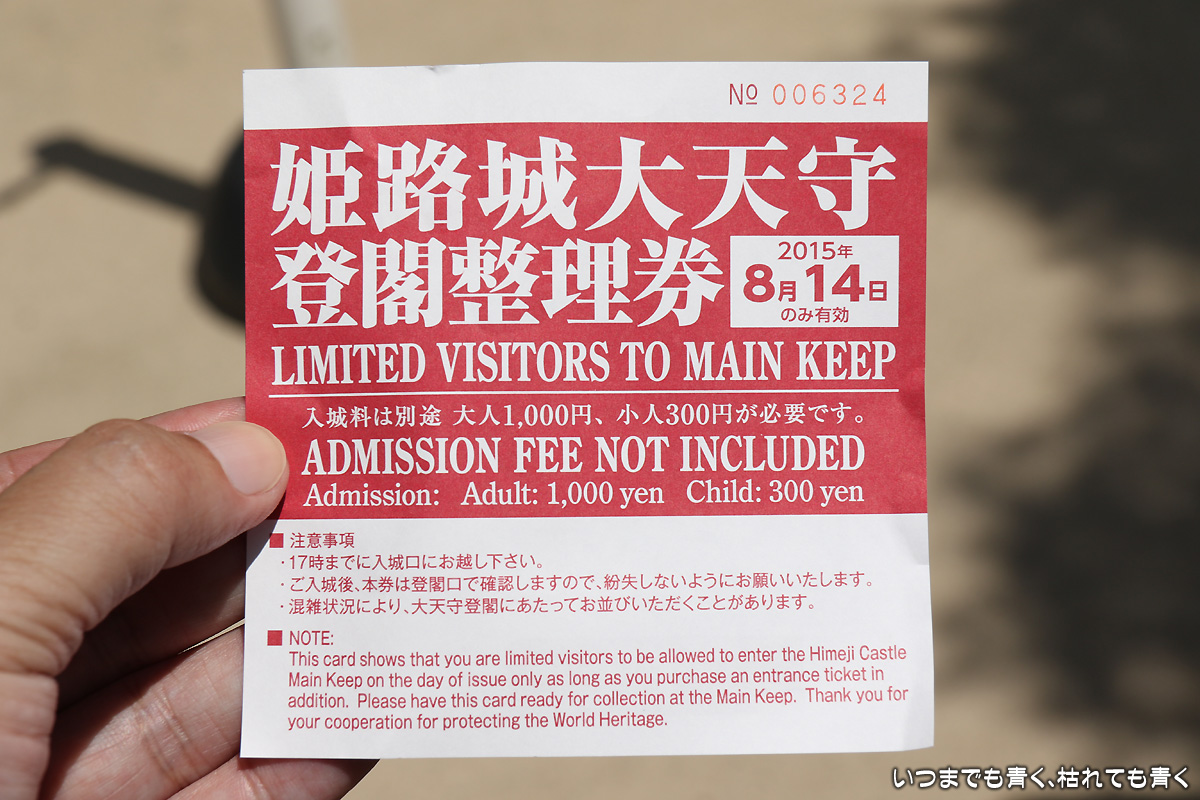 № 006324
姫路城大天守
登閣整理券
2015年
8月14日
のみ有効
LIMITED VISITORS TO MAIN KEEP
入城料は別途 大人1,000円、小人300円が必要です。
ADMISSION FEE NOT INCLUDED
Admission: Adult: 1,000 yen Child: 300 yen
■ 注意事項
・17時までに入城口にお越し下さい。
・ご入城後、本券は登閣口で確認しますので、紛失しないようにお願いいたします。
・混雑状況により、大天守登閣にあたってお並びいただくことがあります。
■ NOTE:
This card shows that you are limited visitors to be allowed to enter the Himeji Castle
Main Keep on the day of issue only as long as you purchase an entrance ticket in
addition. Please have this card ready for collection at the Main Keep. Thank you for
your cooperation for protecting the World Heritage.
いつまでも青く、枯れても青く